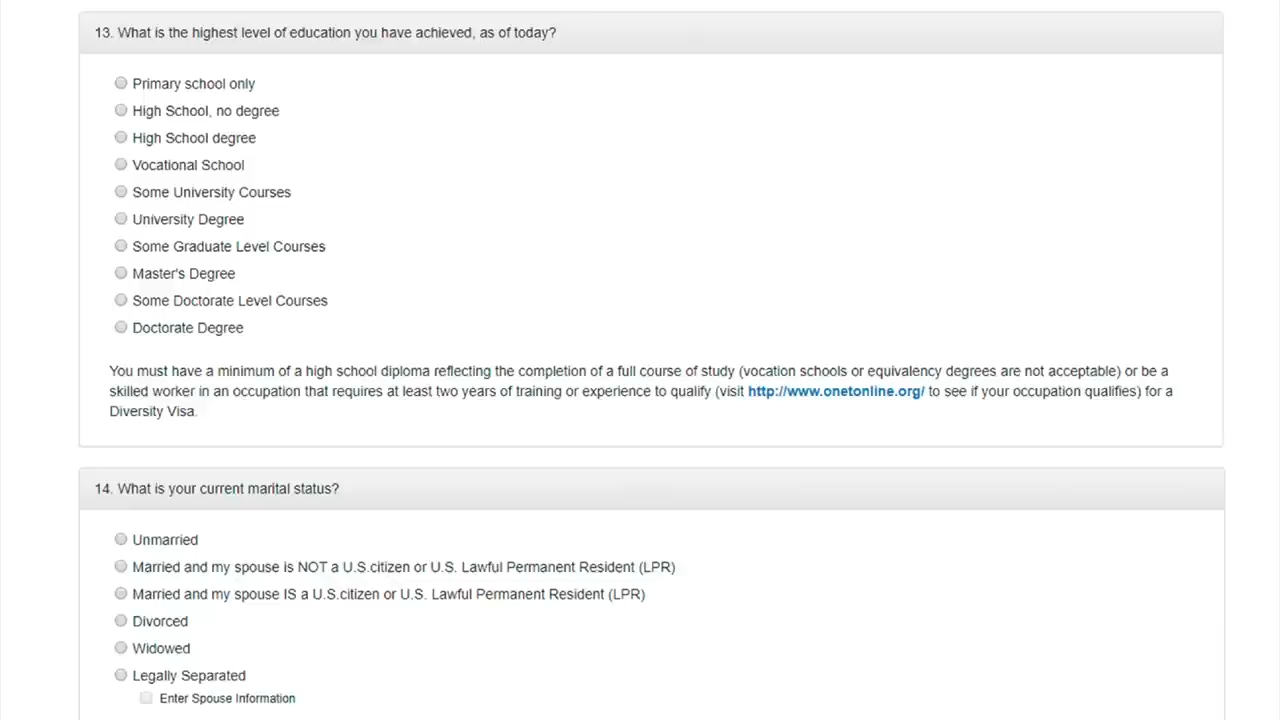 13. What is the highest level of education you have achieved, as of today?
Primary school only
High School, no degree
High School degree
Vocational School
Some University Courses
University Degree
Some Graduate Level Courses
Master's Degree
Some Doctorate Level Courses
Doctorate Degree
You must have a minimum of a high school diploma reflecting the completion of a full course of study (vocation schools or equivalency degrees are not acceptable) or be a
skilled worker in an occupation that requires at least two years of training or experience to qualify (visit http://www.onetonline.org/ to see if your occupation qualifies) for a
Diversity Visa.
14. What is your current marital status?
Unmarried
Married and my spouse is NOT a U.S.citizen or U.S. Lawful Permanent Resident (LPR)
Married and my spouse IS a U.S.citizen or U.S. Lawful Permanent Resident (LPR)
Divorced
Widowed
Legally Separated
Enter Spouse Information